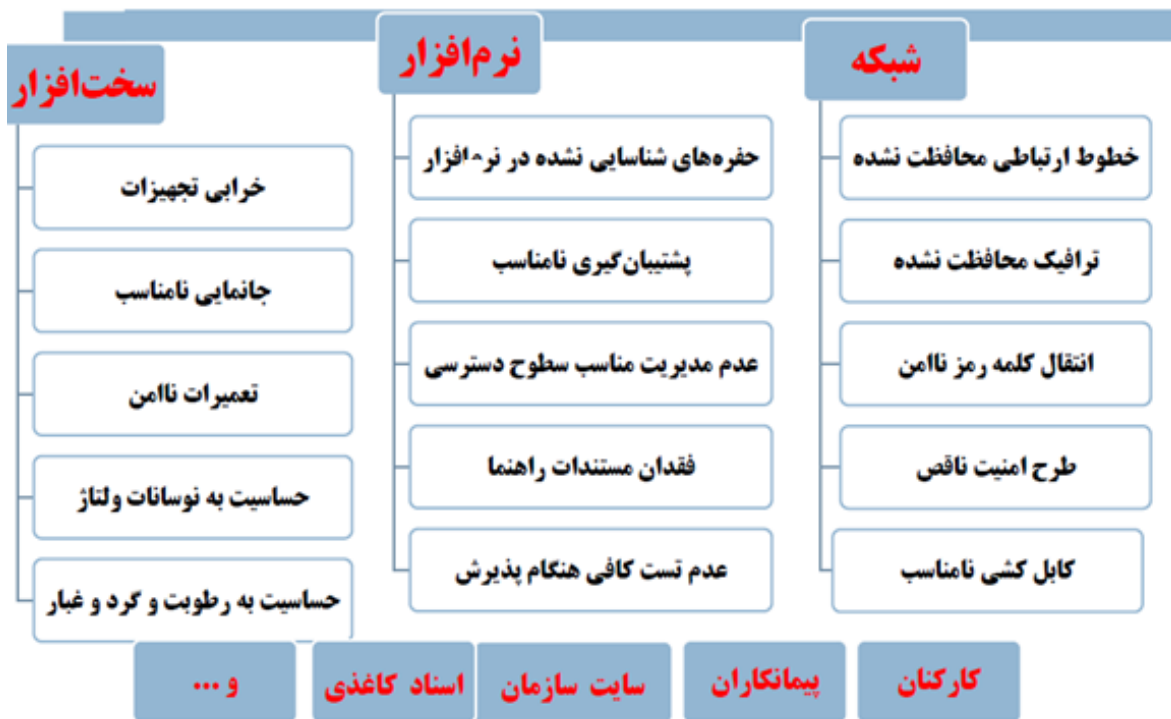 شبکه
خطوط ارتباطی محافظت نشده
ترافیک محافظت نشده
انتقال کلمه رمز ناامن
طرح امنیت ناقص
کابل کشی نامناسب
نرم‌افزار
حفره‌های شناسایی نشده در نرم‌افزار
پشتیبان‌گیری نامناسب
عدم مدیریت مناسب سطوح دسترسی
فقدان مستندات راهنما
عدم تست کافی هنگام پذیرش
سخت‌افزار
خرابی تجهیزات
جانمایی نامناسب
تعمیرات ناامن
حساسیت به نوسانات ولتاژ
حساسیت به رطوبت و گرد و غبار
کارکنان
پیمانکاران
سایت سازمان
اسناد کاغذی
و ...